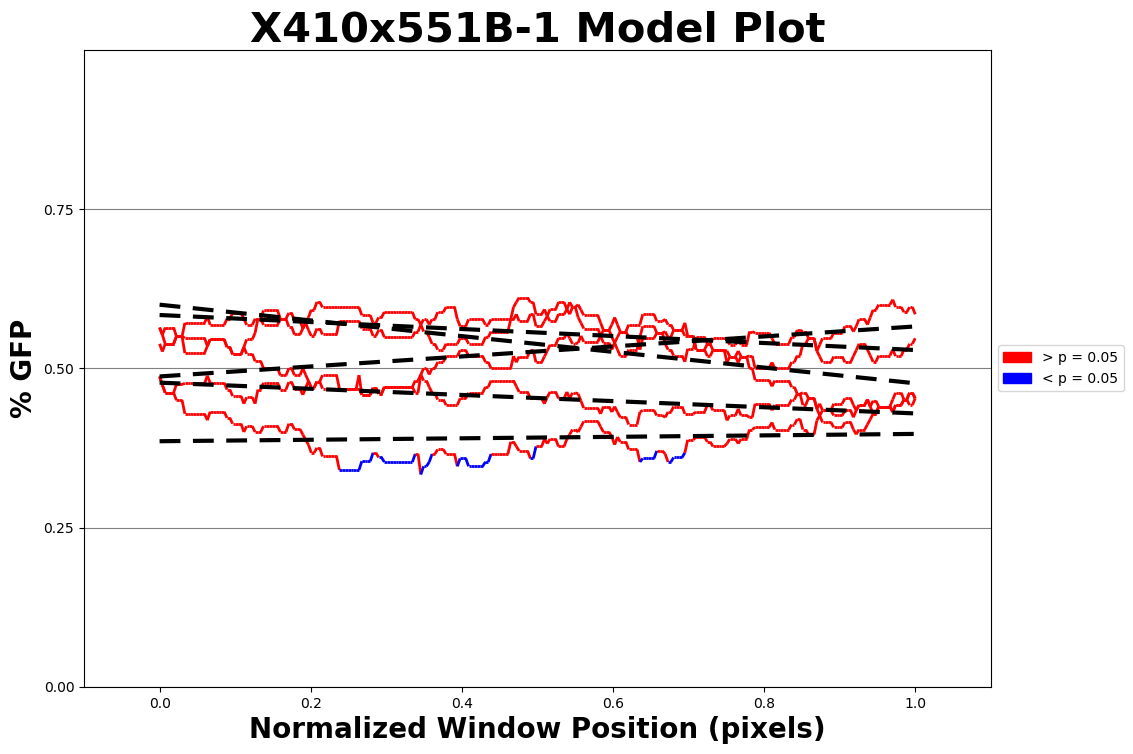 X410x551B-1 Model Plot
% GFP
0.75
0.50
0.25
0.00
0.0 0.2 0.4 0.6 0.8 1.0
Normalized Window Position (pixels)
> p = 0.05
< p = 0.05